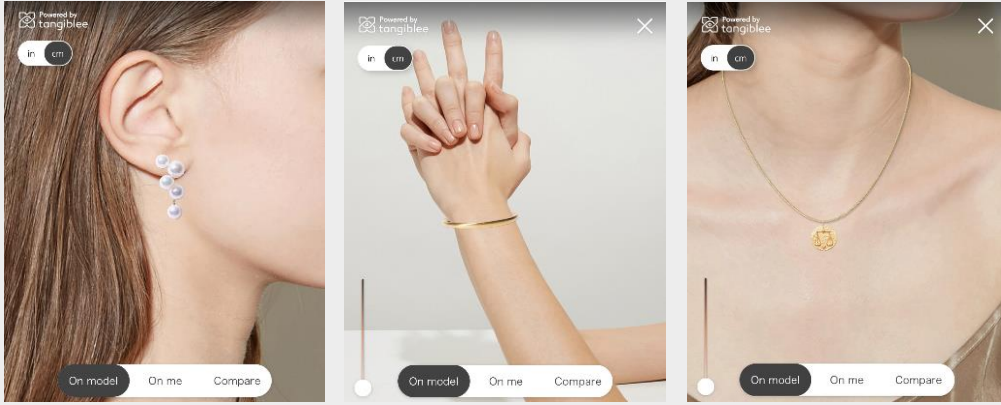 Powered by
tangiblee
in cm
On model On me Compare
Powered by
tangiblee
in cm
On model On me Compare
Powered by
tangiblee
in cm
On model On me Compare